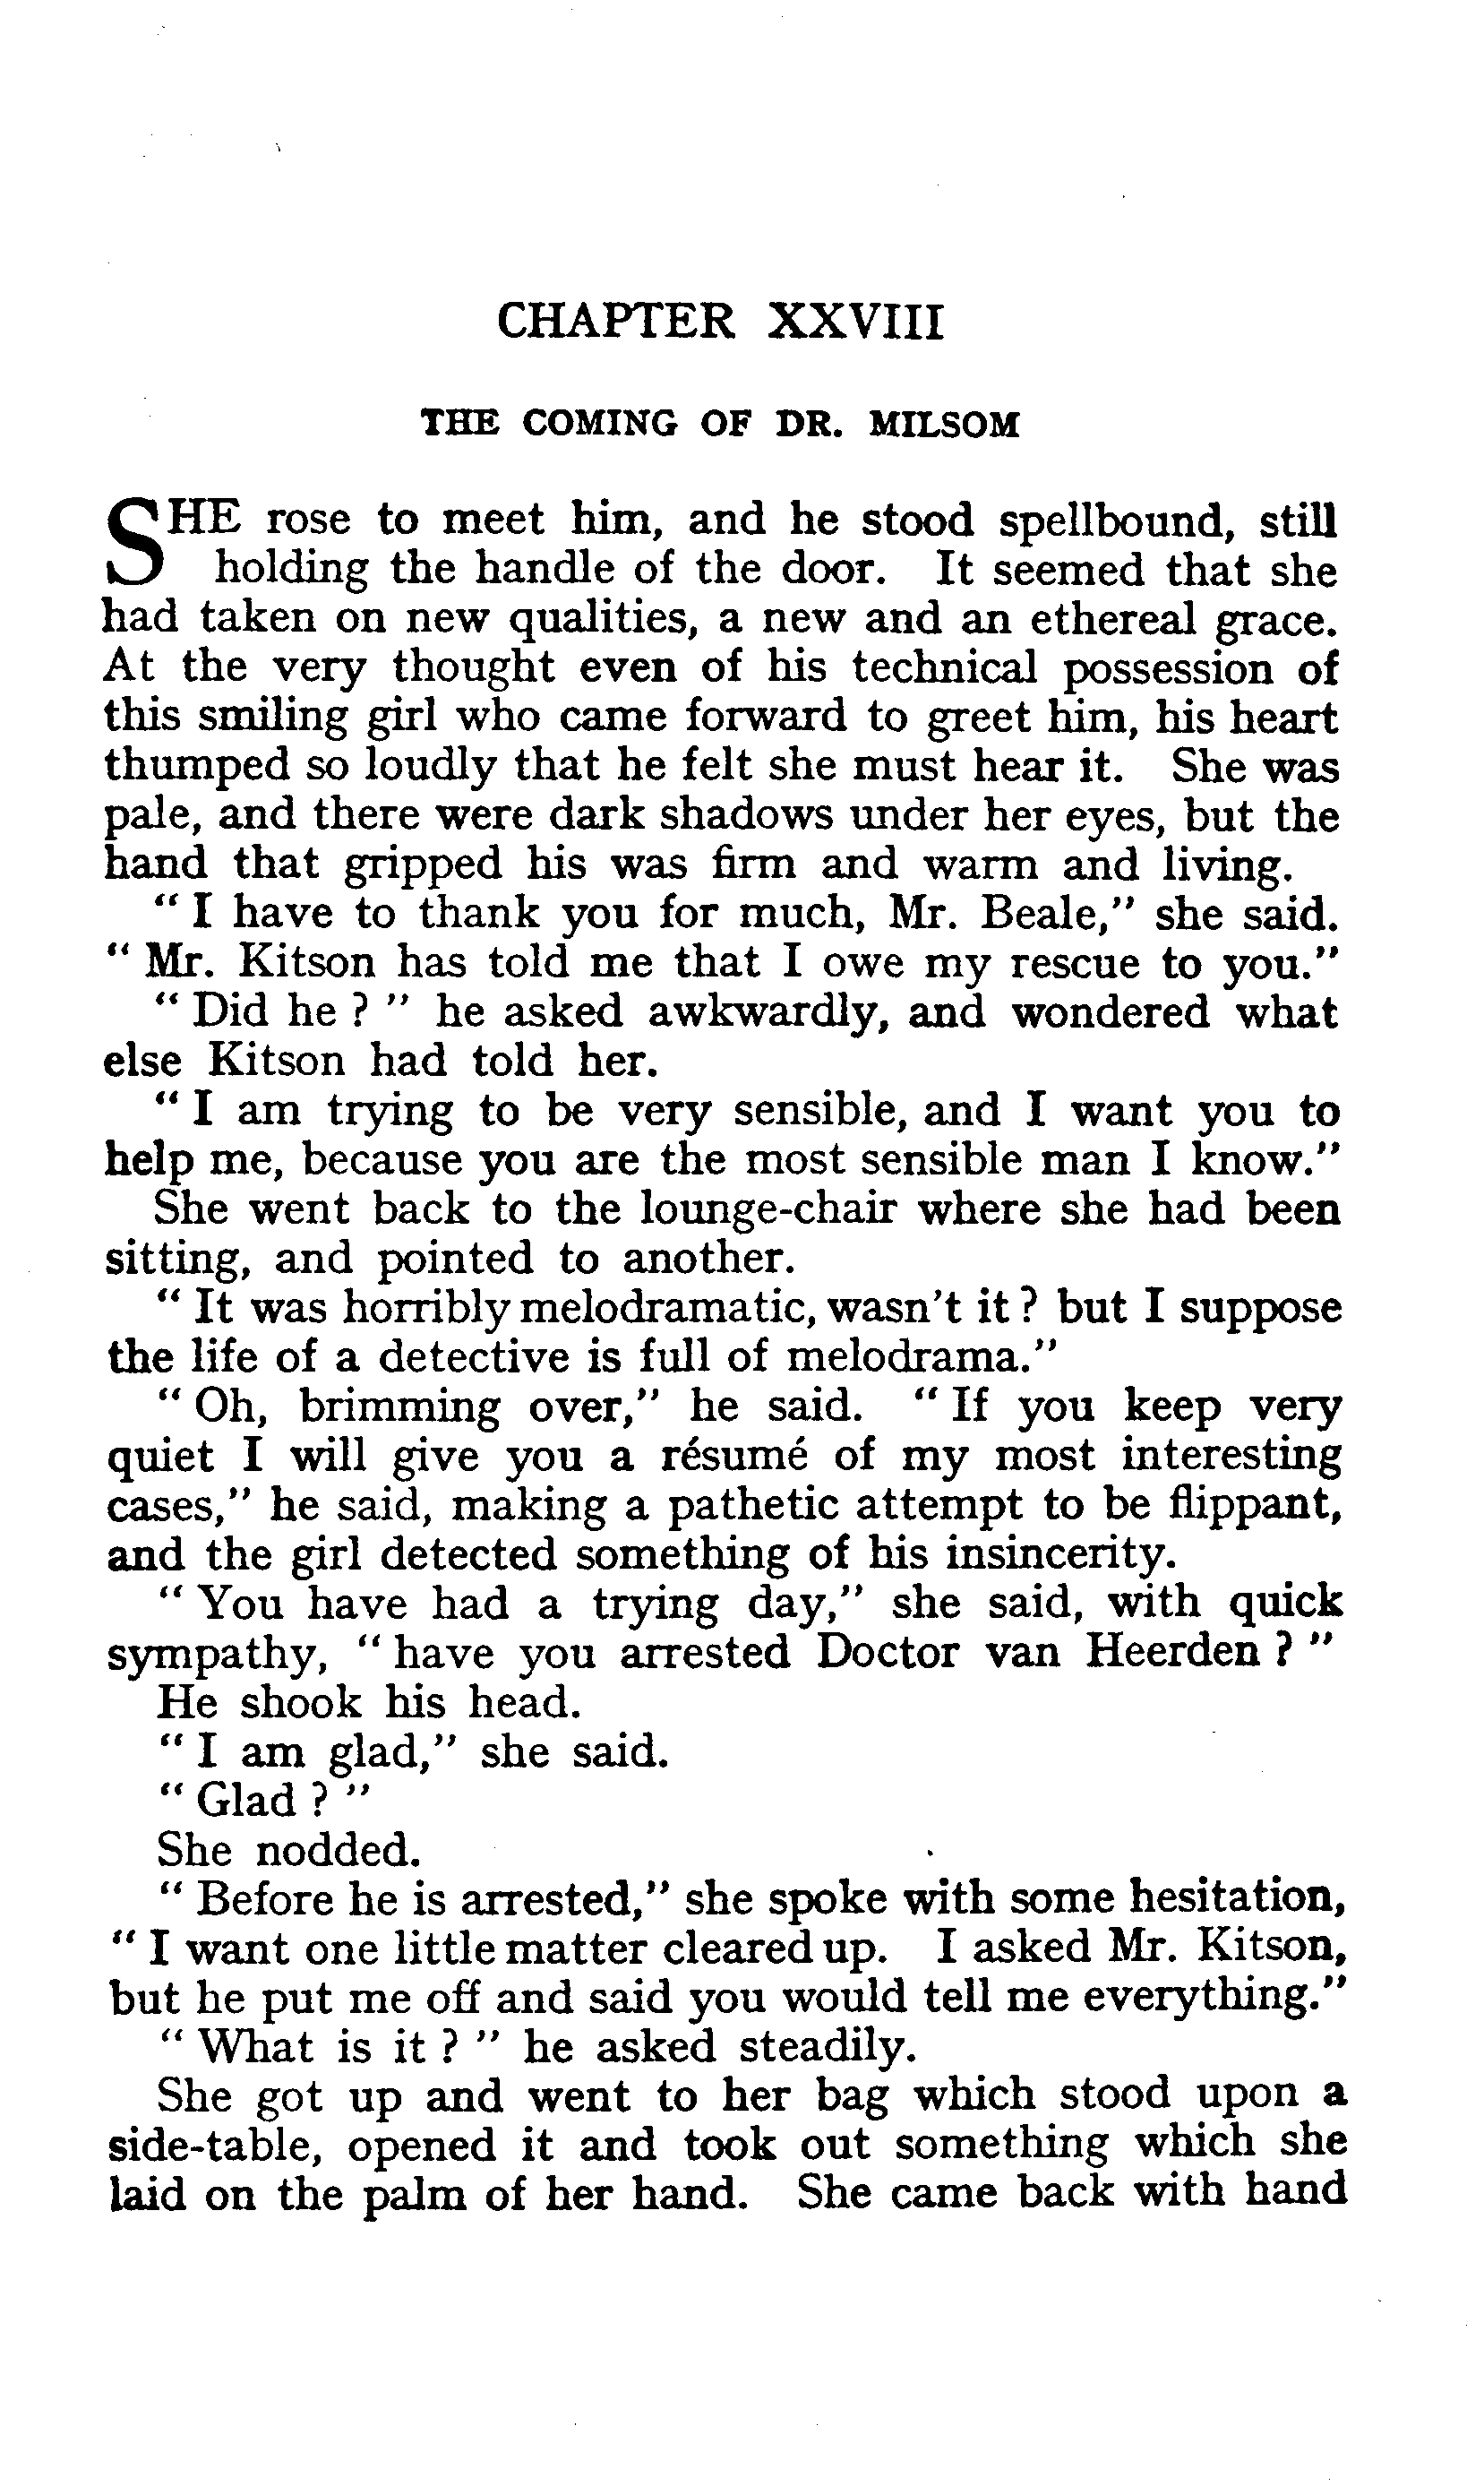 CHAPTER XXVIII
THE COMING OF DR. MILSOM
SHE rose to meet him, and he stood spellbound, still
holding the handle of the door. It seemed that she
had taken on new qualities, a new and an ethereal grace.
At the very thought even of his technical possession of
this smiling girl who came forward to greet him, his heart
thumped so loudly that he felt she must hear it. She was
pale, and there were dark shadows under her eyes, but the
hand that gripped his was firm and warm and living.
" I have to thank you for much, Mr. Beale," she said.
" Mr. Kitson has told me that I owe my rescue to you."
" Did he ? " he asked awkwardly, and wondered what
else Kitson had told her.
" I am trying to be very sensible, and I want you to
help me, because you are the most sensible man I know."
She went back to the lounge-chair where she had been
sitting, and pointed to another.
" It was horribly melodramatic, wasn't it ? but I suppose
the life of a detective is full of melodrama."
" Oh, brimming over," he said. " If you keep very
quiet I will give you a résumé of my most interesting
cases," he said, making a pathetic attempt to be flippant,
and the girl detected something of his insincerity.
" You have had a trying day," she said, with quick
sympathy, " have you arrested Doctor van Heerden ? "
He shook his head.
" I am glad," she said.
" Glad ? "
She nodded.
" Before he is arrested," she spoke with some hesitation,
" I want one little matter cleared up. I asked Mr. Kitson,
but he put me off and said you would tell me everything."
" What is it ? " he asked steadily.
She got up and went to her bag which stood upon a
side-table, opened it and took out something which she
laid on the palm of her hand. She came back with hand